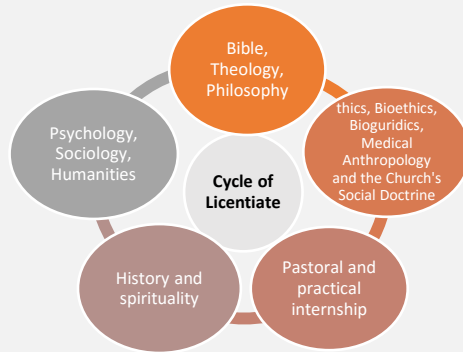 Bible,
Theology,
Philosophy
thics, Bioethics,
Bioguridics,
Medical
Anthropology
and the Church's
Social Doctrine
Pastoral and
practical
internship
History and
spirituality
Psychology,
Sociology,
Humanities
Cycle of
Licentiate